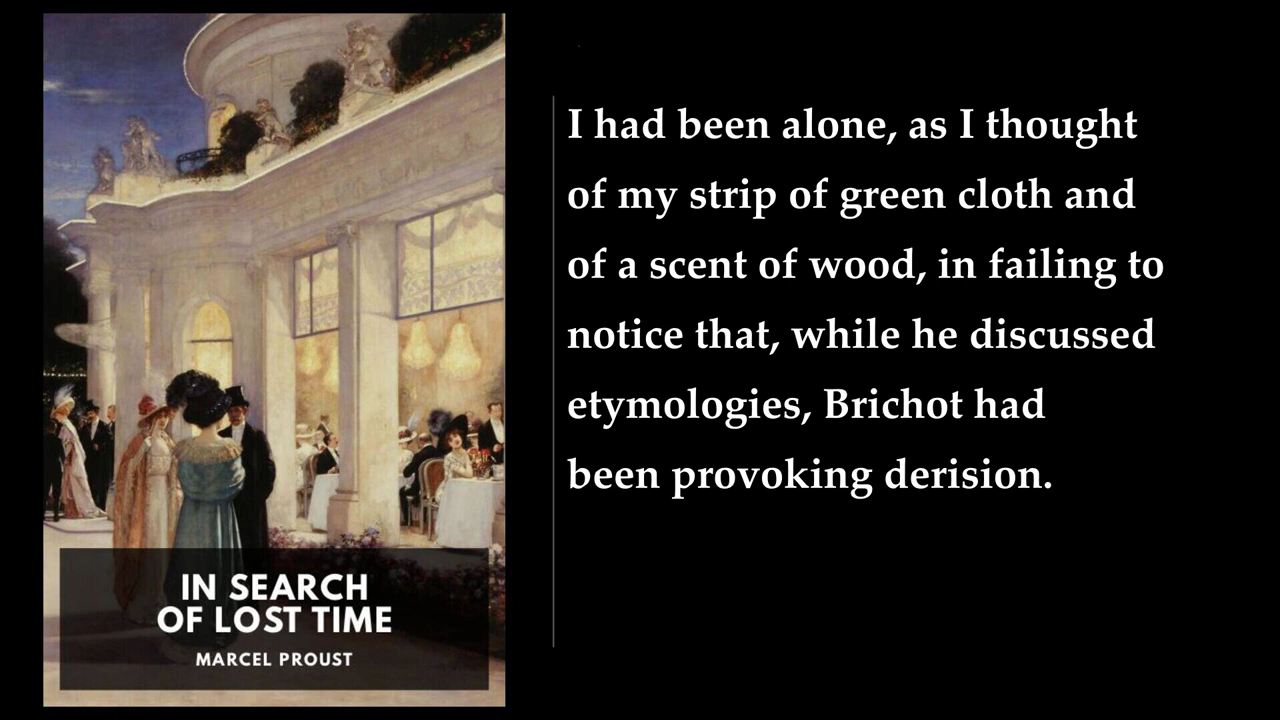 IN SEARCH
OF LOST TIME
MARCEL PROUST
I had been alone, as I thought
of my strip of green cloth and
of a scent of wood, in failing to
notice that, while he discussed
etymologies, Brichot had
been provoking derision.